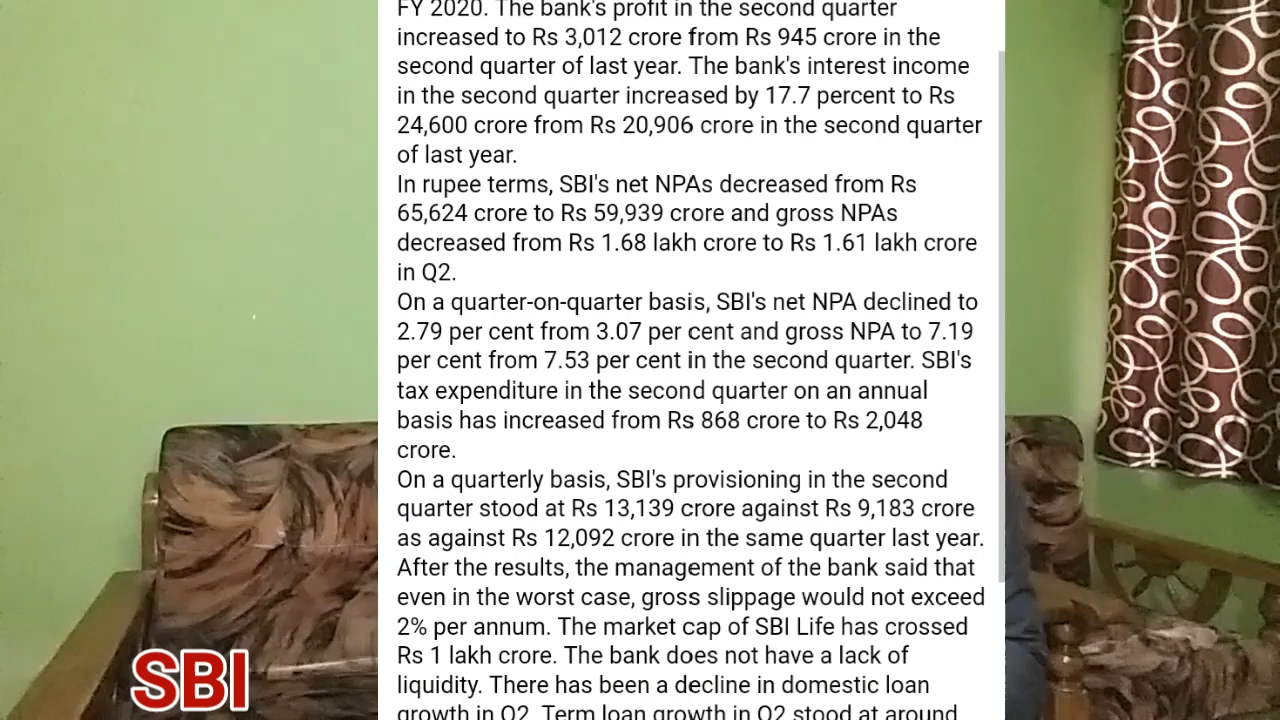 FY 2020. The bank's profit in the second quarter
increased to Rs 3,012 crore from Rs 945 crore in the
second quarter of last year. The bank's interest income
in the second quarter increased by 17.7 percent to Rs
24,600 crore from Rs 20,906 crore in the second quarter
of last year.
In rupee terms, SBI's net NPAs decreased from Rs
65,624 crore to Rs 59,939 crore and gross NPAs
decreased from Rs 1.68 lakh crore to Rs 1.61 lakh crore
in Q2.
On a quarter-on-quarter basis, SBI's net NPA declined to
2.79 per cent from 3.07 per cent and gross NPA to 7.19
per cent from 7.53 per cent in the second quarter. SBI's
tax expenditure in the second quarter on an annual
basis has increased from Rs 868 crore to Rs 2,048
crore.
On a quarterly basis, SBI's provisioning in the second
quarter stood at Rs 13,139 crore against Rs 9,183 crore
as against Rs 12,092 crore in the same quarter last year.
After the results, the management of the bank said that
even in the worst case, gross slippage would not exceed
2% per annum. The market cap of SBI Life has crossed
Rs 1 lakh crore. The bank does not have a lack of
liquidity. There has been a decline in domestic loan
growth in Q2. Term loan growth in Q2 stood at around
SBI